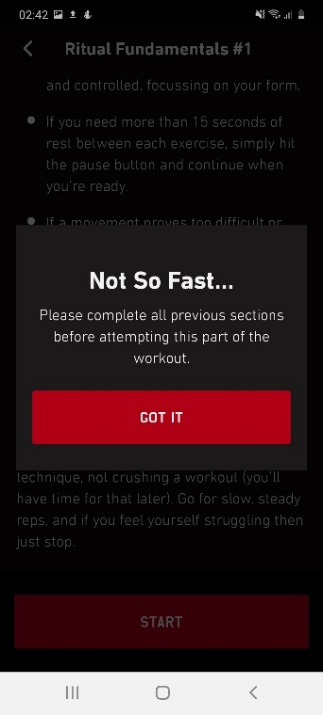 02:42
Ritual Fundamentals #1
and controlled, focussing on your form.
If you need more than 15 seconds of
rest between each exercise, simply hit
the pause button and continue when
you're ready.
If a movement proves too difficult or
Not So Fast...
Please complete all previous sections
before attempting this part of the
workout.
GOT IT
technique, not crushing a workout (you'll
have time for that later). Go for slow, steady
reps, and if you feel yourself struggling then
just stop.
START